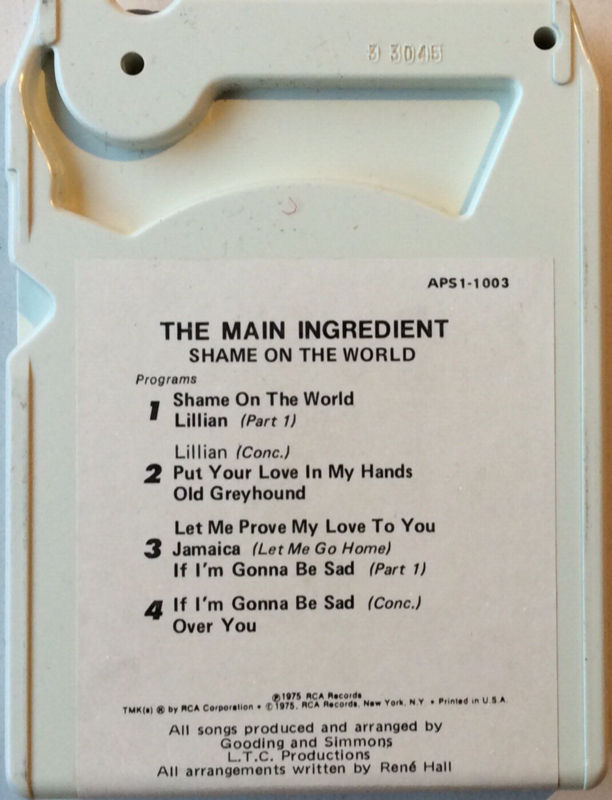 3 3045
APS1-1003
THE MAIN INGREDIENT
SHAME ON THE WORLD
Programs
1 Shame On The World
Lillian (Part 1)
Lillian (Conc.)
2 Put Your Love In My Hands
Old Greyhound
Let Me Prove My Love To You
3 Jamaica (Let Me Go Home)
If I'm Gonna Be Sad (Part 1)
4 If I'm Gonna Be Sad (Conc.)
Over You
℗1975 RCA Records
TMK(s) ® by RCA Corporation • ©1975, RCA Records, New York, N.Y. • Printed in U.S.A.
All songs produced and arranged by
Gooding and Simmons
L.T.C. Productions
All arrangements written by René Hall